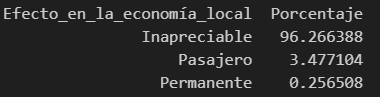 Efecto_en_la_economía_local Porcentaje
Inapreciable 96.266388
Pasajero 3.477104
Permanente 0.256508